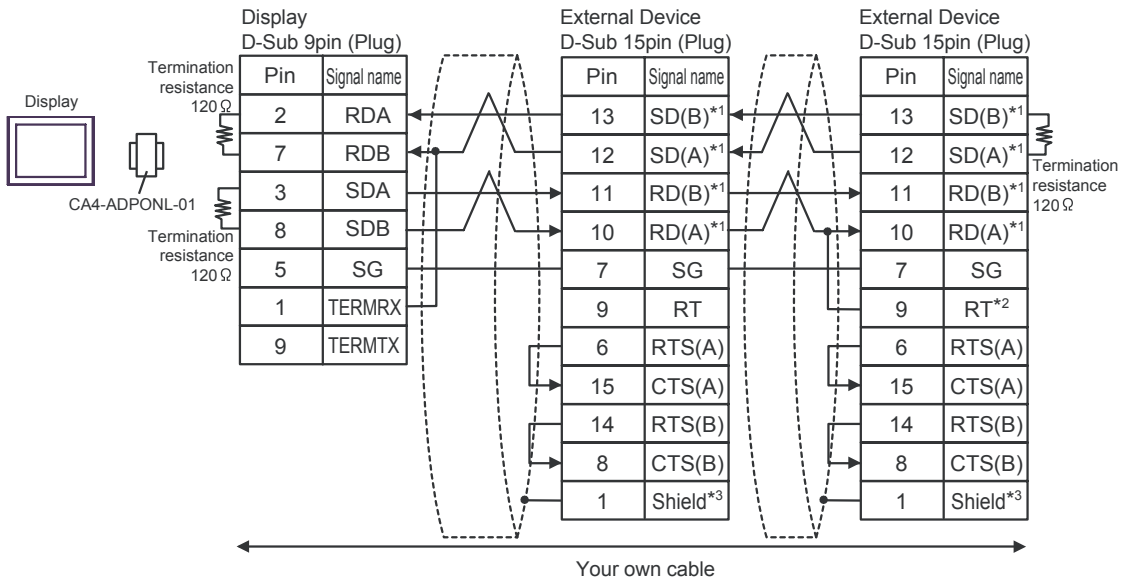 Display
D-Sub 9pin (Plug)
External Device
D-Sub 15pin (Plug)
External Device
D-Sub 15pin (Plug)
Display
CA4-ADPONL-01
Termination
resistance
120Ω
Termination
resistance
120Ω
Pin Signal name
2 RDA
7 RDB
3 SDA
8 SDB
5 SG
1 TERMRX
9 TERMTX
Pin Signal name
13 SD(B)*1
12 SD(A)*1
11 RD(B)*1
10 RD(A)*1
7 SG
9 RT
6 RTS(A)
15 CTS(A)
14 RTS(B)
8 CTS(B)
1 Shield*3
Pin Signal name
13 SD(B)*1
12 SD(A)*1
11 RD(B)*1
10 RD(A)*1
7 SG
9 RT*2
6 RTS(A)
15 CTS(A)
14 RTS(B)
8 CTS(B)
1 Shield*3
Termination
resistance
120Ω
Your own cable